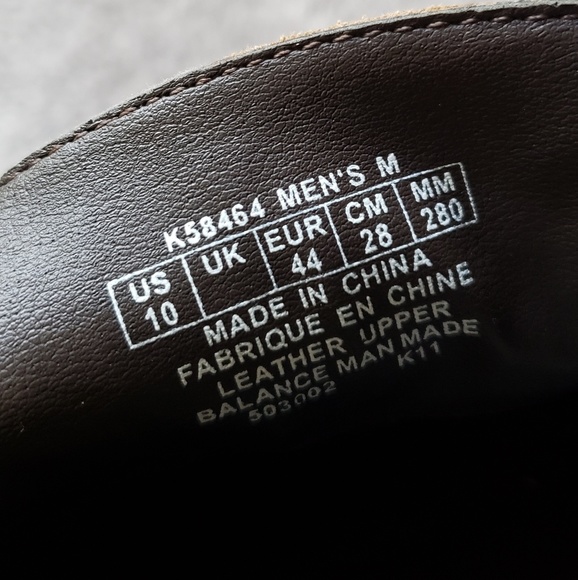 K58464 MEN'S M
US UK EUR CM MM
10 44 28 280
MADE IN CHINA
FABRIQUE EN CHINE
LEATHER UPPER
BALANCE MAN MADE
503002 K11